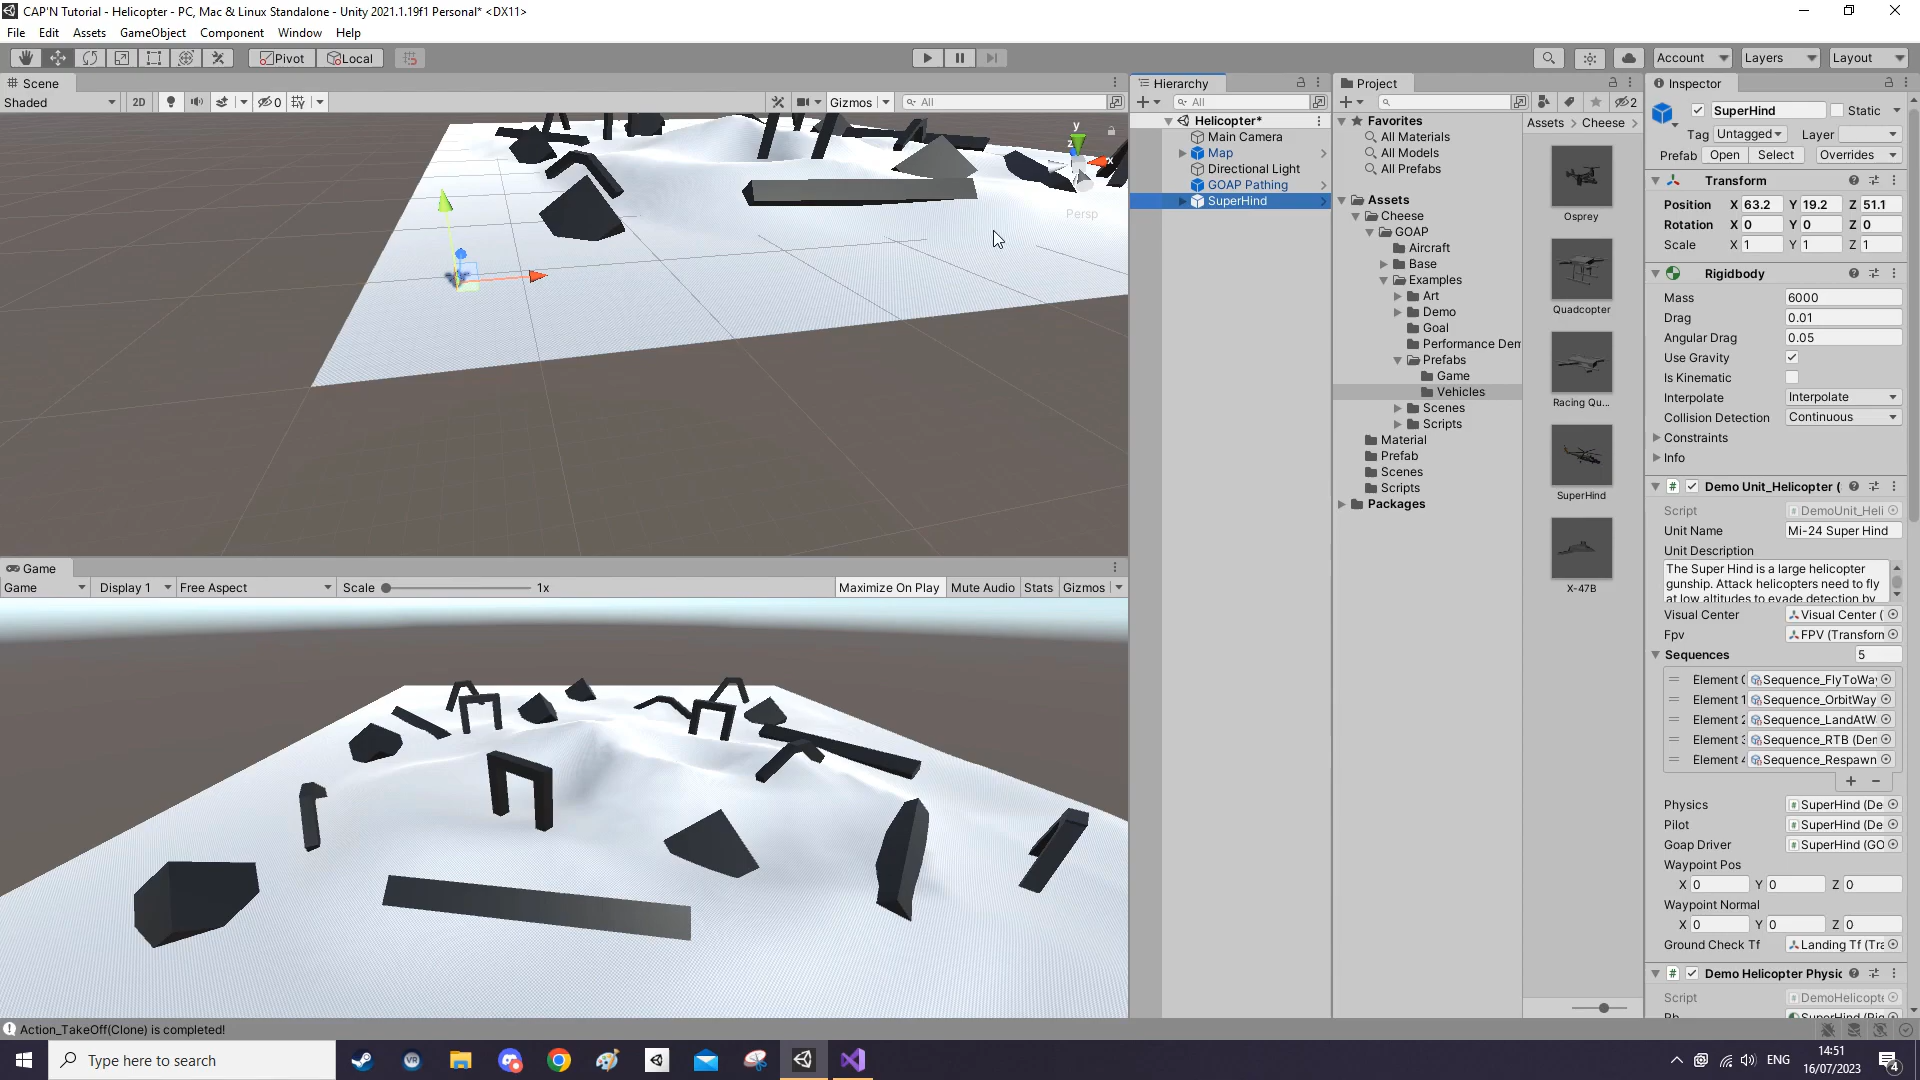 CAP'N Tutorial - Helicopter - PC, Mac & Linux Standalone - Unity 2021.1.19f1 Personal* <DX11>
File Edit Assets GameObject Component Window Help
Pivot Local Account Layers Layout
Scene
Shaded 2D 0 Gizmos All
y
x
z
Persp
Game
Game Display 1 Free Aspect Scale 1x Maximize On Play Mute Audio Stats Gizmos
Hierarchy
All
Helicopter*
Main Camera
Map
Directional Light
GOAP Pathing
SuperHind
Project
2
Favorites
All Materials
All Models
All Prefabs
Assets
Cheese
GOAP
Aircraft
Base
Examples
Art
Demo
Goal
Performance Dem
Prefabs
Game
Vehicles
Scenes
Scripts
Material
Prefab
Scenes
Scripts
Packages
Assets > Cheese >
Osprey
Quadcopter
Racing Qu...
SuperHind
X-47B
Inspector
SuperHind Static
Tag Untagged Layer
Prefab Open Select Overrides
Transform
Position X 63.2 Y 19.2 Z 51.1
Rotation X 0 Y 0 Z 0
Scale X 1 Y 1 Z 1
Rigidbody
Mass 6000
Drag 0.01
Angular Drag 0.05
Use Gravity
Is Kinematic
Interpolate Interpolate
Collision Detection Continuous
Constraints
Info
Demo Unit_Helicopter (
Script DemoUnit_Heli
Unit Name Mi-24 Super Hind
Unit Description
The Super Hind is a large helicopter
gunship. Attack helicopters need to fly
at low altitudes to evade detection by
Visual Center Visual Center (
Fpv FPV (Transform
Sequences 5
Element 0 Sequence_FlyToWa
Element 1 Sequence_OrbitWay
Element 2 Sequence_LandAtW
Element 3 Sequence_RTB (Den
Element 4 Sequence_Respawn
+ −
Physics SuperHind (De
Pilot SuperHind (De
Goap Driver SuperHind (GO
Waypoint Pos
X 0 Y 0 Z 0
Waypoint Normal
X 0 Y 0 Z 0
Ground Check Tf Landing Tf (Tra
Demo Helicopter Physic
Script DemoHelicopte
Action_TakeOff(Clone) is completed!
Type here to search
ENG
14:51
16/07/2023
4